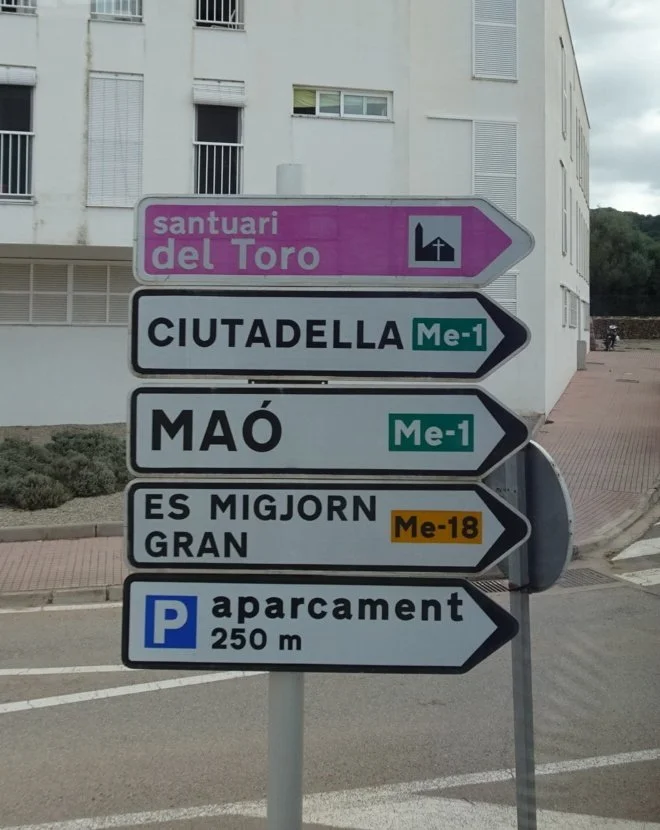 santuari
del Toro
CIUTADELLA Me-1
MAÓ Me-1
ES MIGJORN
GRAN Me-18
P aparcament
250 m